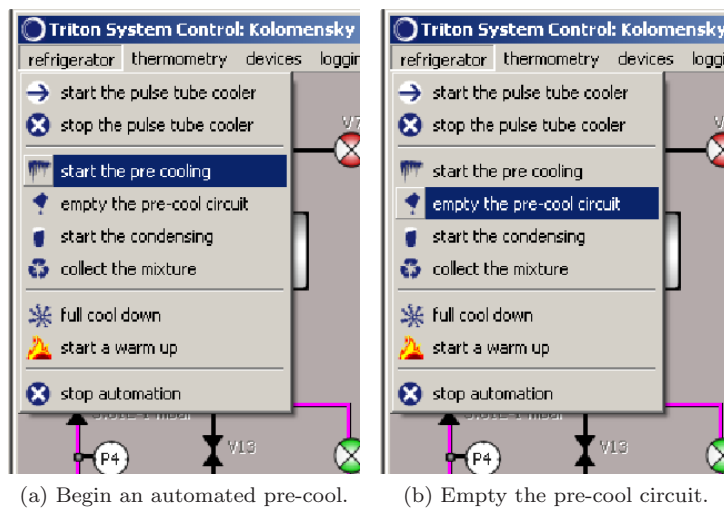 Triton System Control: Kolomensky
refrigerator thermometry devices
start the pulse tube cooler
stop the pulse tube cooler
start the pre cooling
empty the pre-cool circuit
start the condensing
collect the mixture
full cool down
start a warm up
stop automation
mbar
P4
V13
(a) Begin an automated pre-cool.
Triton System Control: Kolomensky
refrigerator thermometry devices
start the pulse tube cooler
stop the pulse tube cooler
start the pre cooling
empty the pre-cool circuit
start the condensing
collect the mixture
full cool down
start a warm up
stop automation
mbar
P4
V13
(b) Empty the pre-cool circuit.